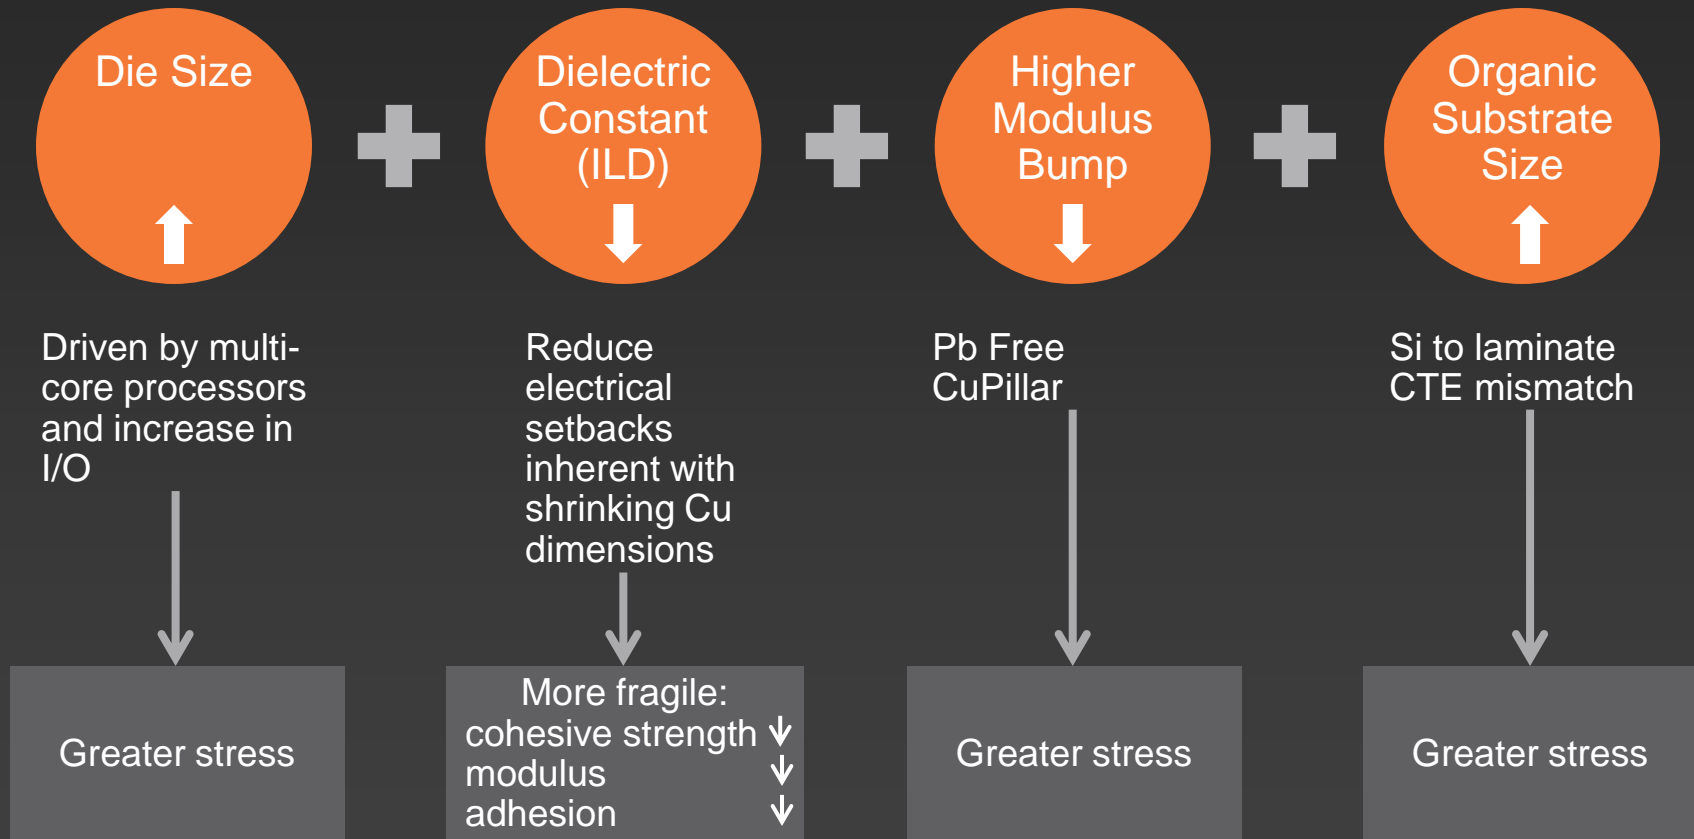 Die Size
Dielectric
Constant
(ILD)
Higher
Modulus
Bump
Organic
Substrate
Size
Driven by multi-
core processors
and increase in
I/O
Reduce
electrical
setbacks
inherent with
shrinking Cu
dimensions
Pb Free
CuPillar
Si to laminate
CTE mismatch
Greater stress
More fragile:
cohesive strength
modulus
adhesion
Greater stress
Greater stress